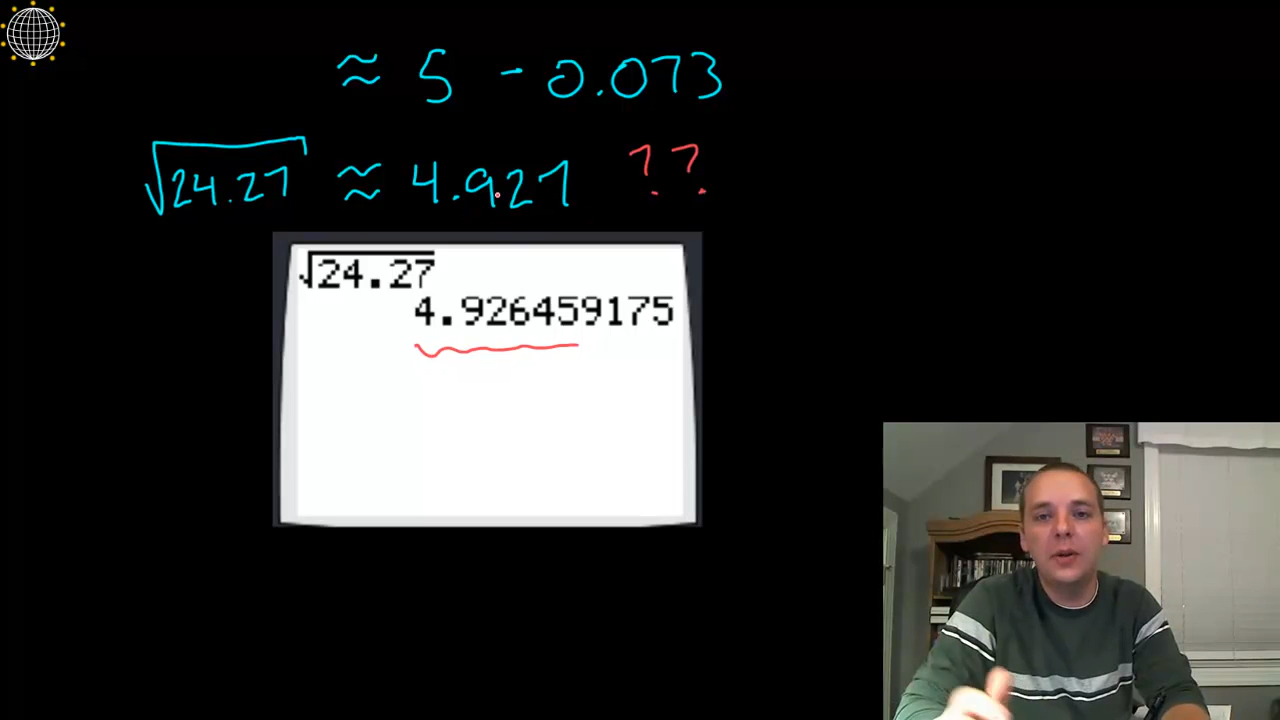 ≈ 5 - 0.073
√24.27 ≈ 4.927 ??
√24.27
4.926459175